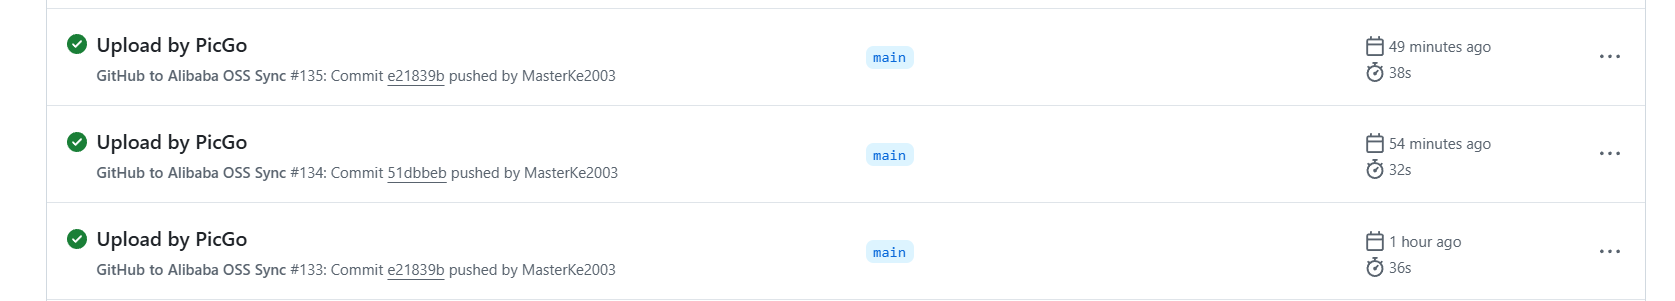 Upload by PicGo
GitHub to Alibaba OSS Sync #135: Commit e21839b pushed by MasterKe2003
main
49 minutes ago
38s
Upload by PicGo
GitHub to Alibaba OSS Sync #134: Commit 51dbbeb pushed by MasterKe2003
main
54 minutes ago
32s
Upload by PicGo
GitHub to Alibaba OSS Sync #133: Commit e21839b pushed by MasterKe2003
main
1 hour ago
36s